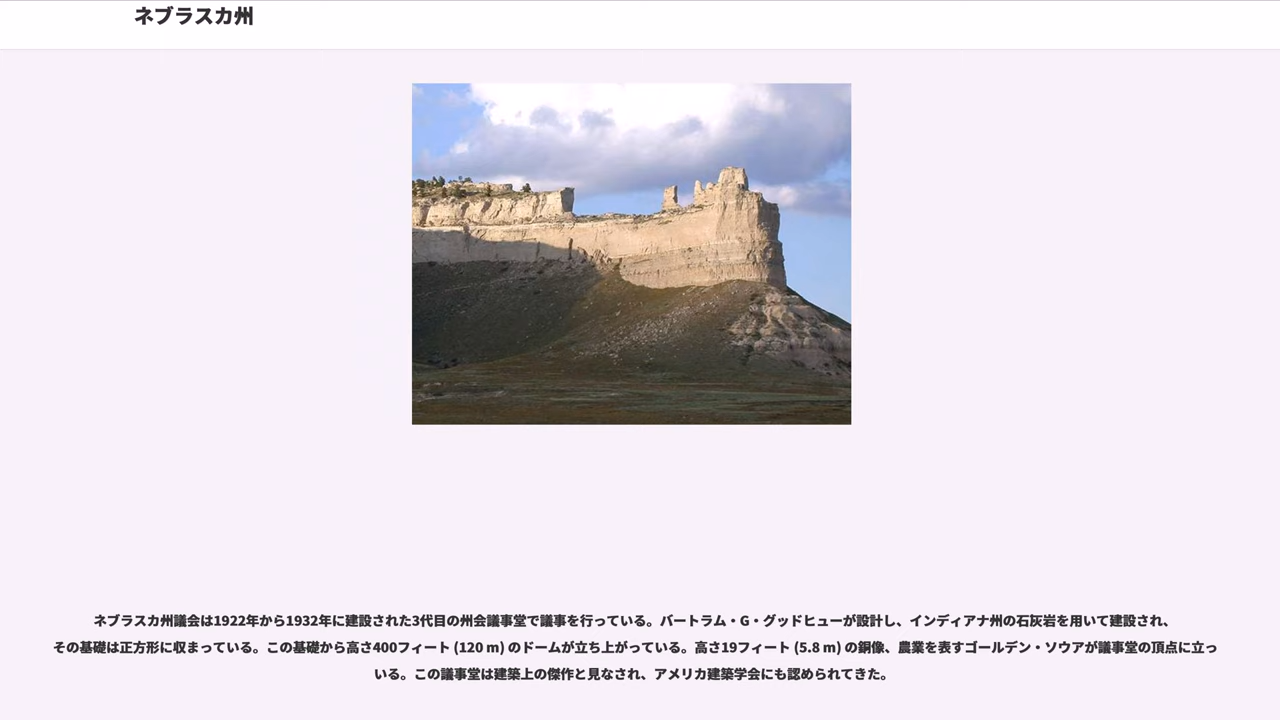 ネブラスカ州
ネブラスカ州議会は1922年から1932年に建設された3代目の州会議事堂で議事を行っている。バートラム・G・グッドヒューが設計し、インディアナ州の石灰岩を用いて建設され、
その基礎は正方形に収まっている。この基礎から高さ400フィート (120 m) のドームが立ち上がっている。高さ19フィート (5.8 m) の銅像、農業を表すゴールデン・ソウアが議事堂の頂点に立っ
いる。この議事堂は建築上の傑作と見なされ、アメリカ建築学会にも認められてきた。